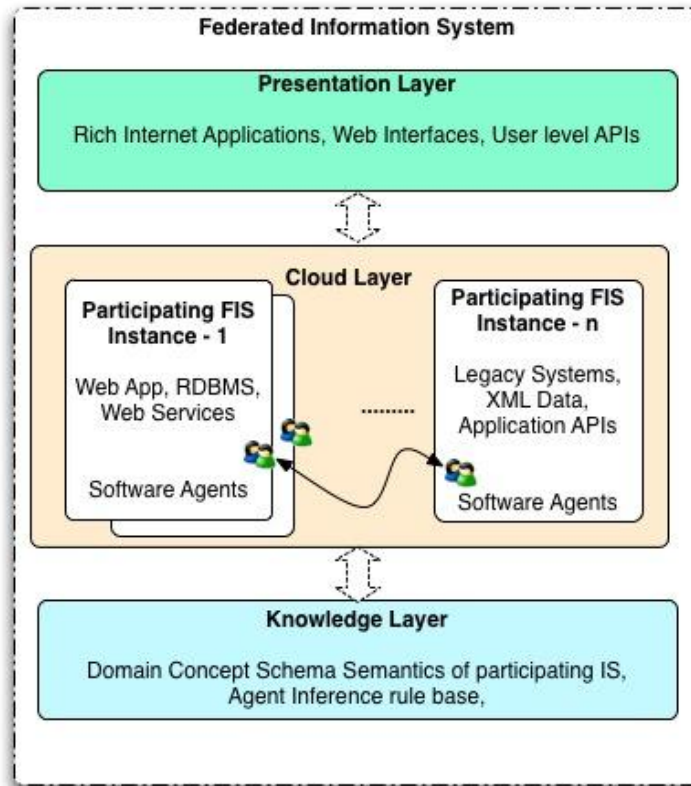 Federated Information System
Presentation Layer
Rich Internet Applications, Web Interfaces, User level APIs
Cloud Layer
Participating FIS
Instance - 1
Web App, RDBMS,
Web Services
Software Agents
.........
Participating FIS
Instance - n
Legacy Systems,
XML Data,
Application APIs
Software Agents
Knowledge Layer
Domain Concept Schema Semantics of participating IS,
Agent Inference rule base,